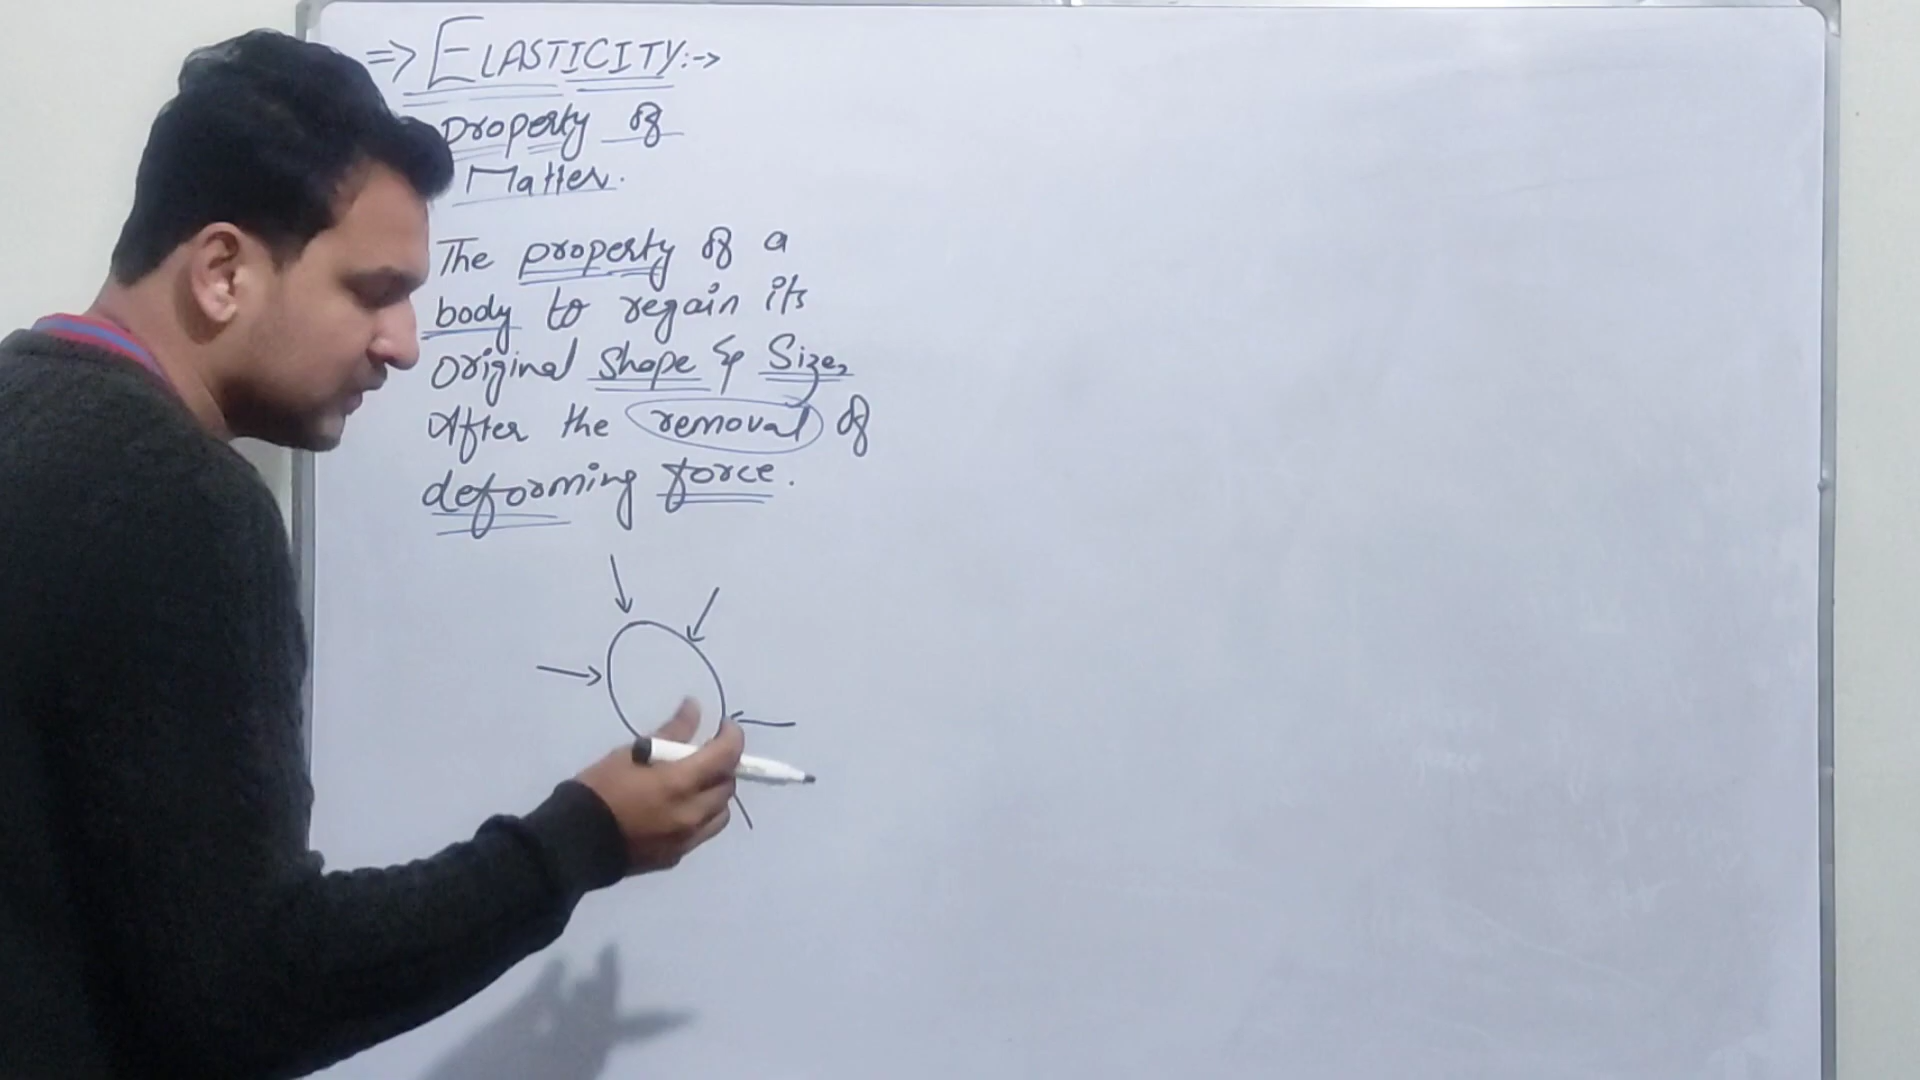 => ELASTICITY:->
Property of
Matter.
The property of a
body to regain its
original shape & size,
After the removal of
deforming force.